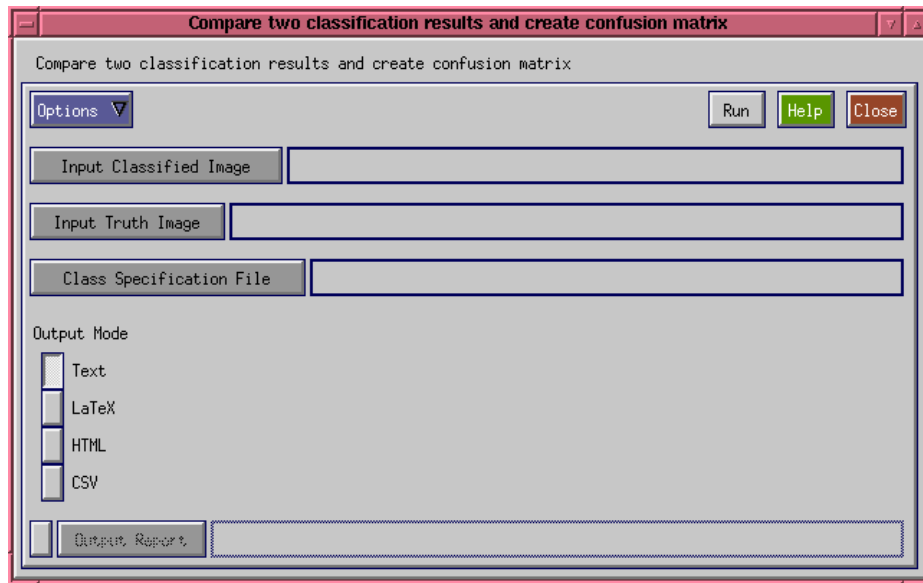 Compare two classification results and create confusion matrix
Compare two classification results and create confusion matrix
Options Run Help Close
Input Classified Image
Input Truth Image
Class Specification File
Output Mode
Text
LaTeX
HTML
CSV
Output Report